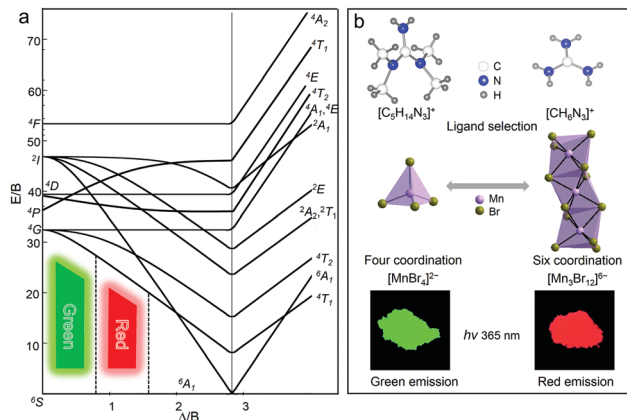 a
E/B
70
60
50
40
30
20
10
⁴F
²I
⁴D
⁴P
⁴G
⁶S
⁴A₂
⁴T₁
⁴E
⁴T₂
⁴A₁,⁴E
²A₁
²E
²A₂,²T₁
⁴T₂
⁶A₁
⁴T₁
Green
Red
⁶A₁
1
2
3
Δ/B
b
H
C
N
H
[C₅H₁₄N₃]⁺
[CH₆N₃]⁺
Ligand selection
Mn
Br
Four coordination
Six coordination
[MnBr₄]²⁻
[Mn₃Br₁₂]⁶⁻
hv 365 nm
Green emission
Red emission